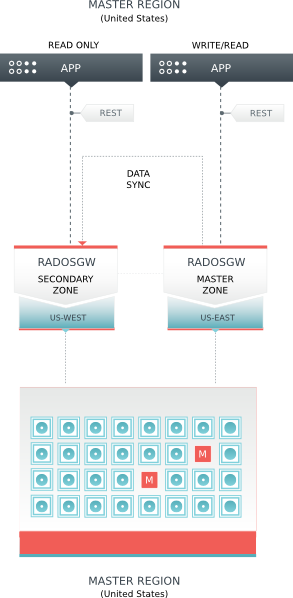 MASTER REGION
(United States)
READ ONLY
WRITE/READ
APP
APP
REST
REST
DATA
SYNC
RADOSGW
SECONDARY
ZONE
US-WEST
RADOSGW
MASTER
ZONE
US-EAST
M
M
MASTER REGION
(United States)